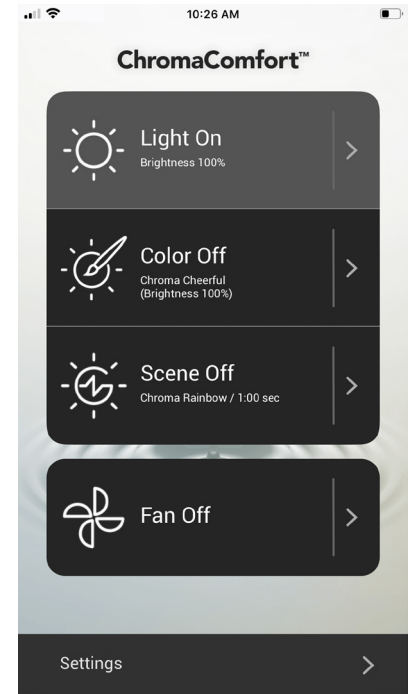 10:26 AM
ChromaComfort™
Light On
Brightness 100%
Color Off
Chroma Cheerful
(Brightness 100%)
Scene Off
Chroma Rainbow / 1:00 sec
Fan Off
Settings